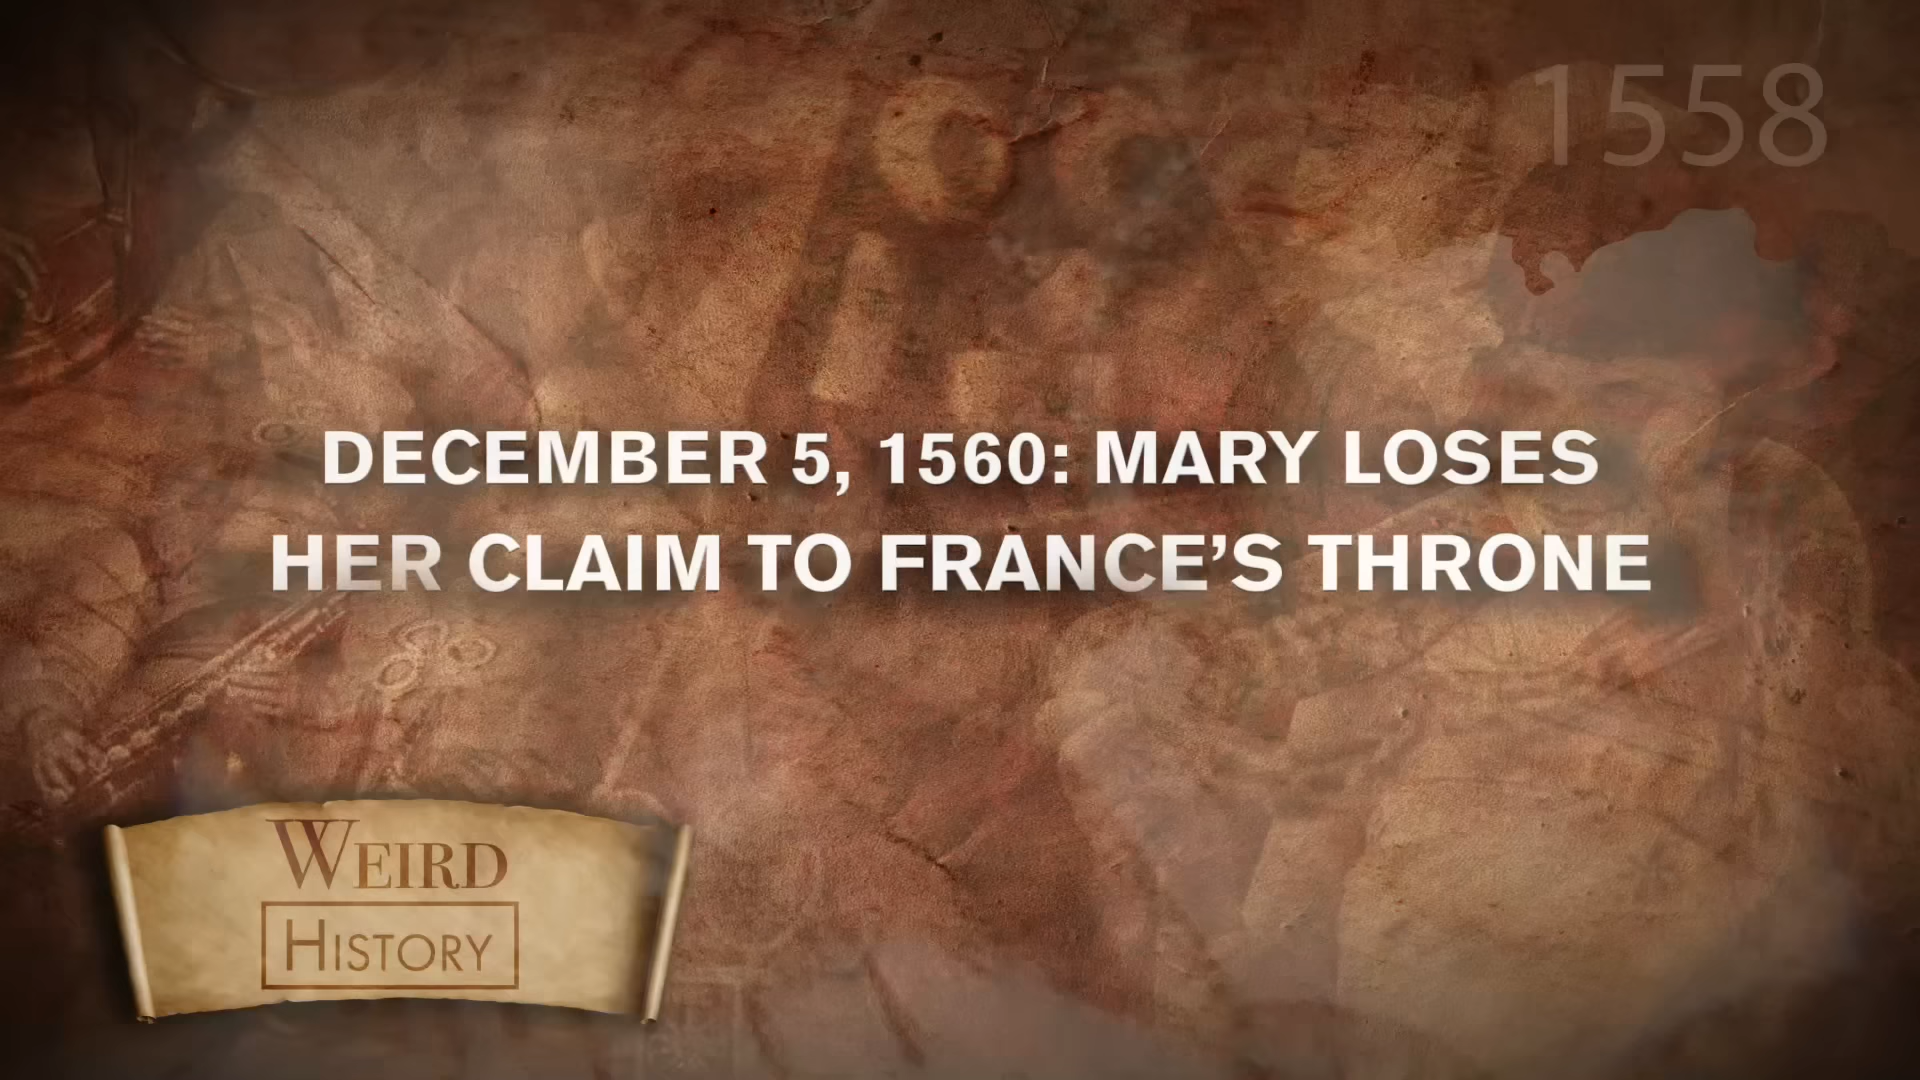 1558
DECEMBER 5, 1560: MARY LOSES
HER CLAIM TO FRANCE’S THRONE
WEIRD
HISTORY